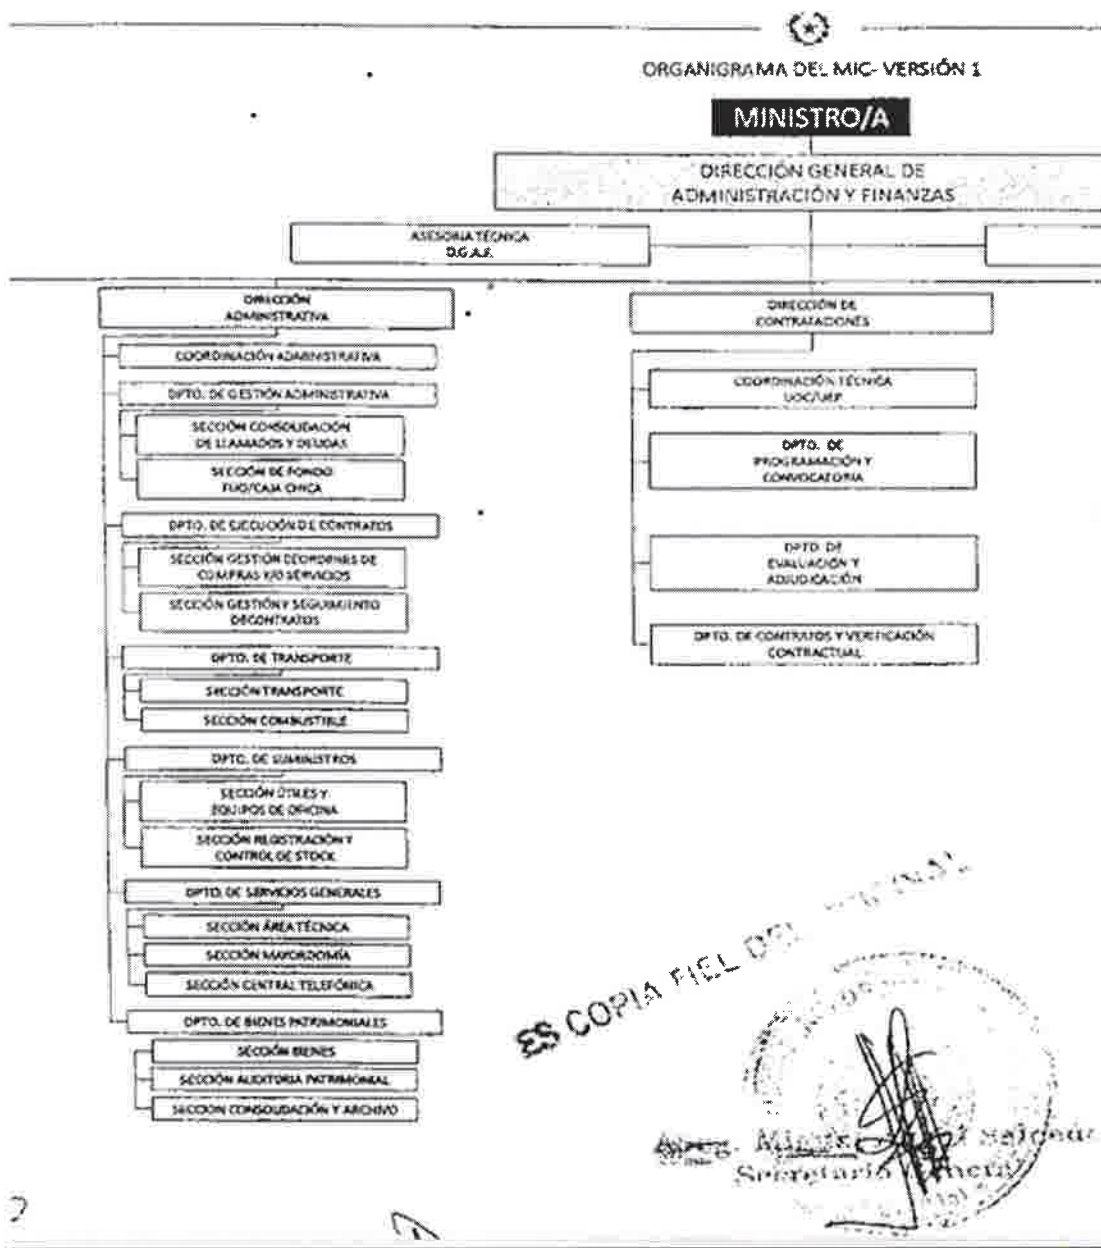 ORGANIGRAMA DEL MIC- VERSIÓN 1
MINISTRO/A
DIRECCIÓN GENERAL DE
ADMINISTRACIÓN Y FINANZAS
ASESORIA TÉCNICA
D.G.A.F.
DIRECCIÓN
ADMINISTRATIVA
COORDINACIÓN ADMINISTRATIVA
DPTO. DE GESTIÓN ADMINISTRATIVA
SECCIÓN CONSOLIDACIÓN
DE LLAMADOS Y DEUDAS
SECCIÓN DE FONDO
FIJO/CAJA CHICA
DPTO. DE EJECUCIÓN DE CONTRATOS
SECCIÓN GESTIÓN DE ORDENES DE
COMPRAS Y/O SERVICIOS
SECCIÓN GESTIÓN Y SEGUIMIENTO
DE CONTRATOS
DPTO. DE TRANSPORTE
SECCIÓN TRANSPORTE
SECCIÓN COMBUSTIBLE
DPTO. DE SUMINISTROS
SECCIÓN ÚTILES Y
EQUIPOS DE OFICINA
SECCIÓN REGISTRACIÓN Y
CONTROL DE STOCK
DPTO. DE SERVICIOS GENERALES
SECCIÓN ÁREA TÉCNICA
SECCIÓN MAYORDOMÍA
SECCIÓN CENTRAL TELEFÓNICA
DPTO. DE BIENES PATRIMONIALES
SECCIÓN BIENES
SECCIÓN AUDITORIA PATRIMONIAL
SECCION CONSOLIDACIÓN Y ARCHIVO
DIRECCIÓN DE
CONTRATACIONES
COORDINACIÓN TÉCNICA
UOC/UEP
DPTO. DE
PROGRAMACIÓN Y
CONVOCATORIA
DPTO. DE
EVALUACIÓN Y
ADJUDICACIÓN
DPTO. DE CONTRATOS Y VERIFICACIÓN
CONTRACTUAL
ES COPIA FIEL DEL ORIGINAL
Abog.
Secretaria General